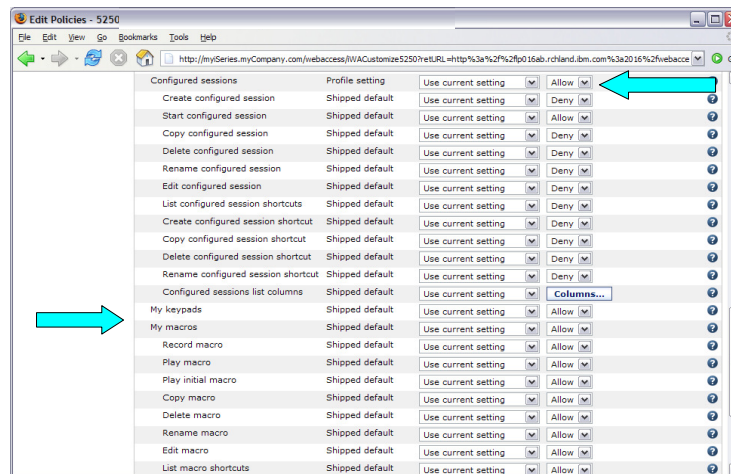 Edit Policies - 5250
File Edit View Go Bookmarks Tools Help
http://myiSeries.myCompany.com/webaccess/iWACustomize5250?retURL=http%3a%2f%2flp016ab.rchland.ibm.com%3a2016%2fwebacce
Configured sessions Profile setting Use current setting Allow
Create configured session Shipped default Use current setting Deny ?
Start configured session Shipped default Use current setting Allow ?
Copy configured session Shipped default Use current setting Deny ?
Delete configured session Shipped default Use current setting Deny ?
Rename configured session Shipped default Use current setting Deny ?
Edit configured session Shipped default Use current setting Deny ?
List configured session shortcuts Shipped default Use current setting Deny ?
Create configured session shortcut Shipped default Use current setting Deny ?
Copy configured session shortcut Shipped default Use current setting Deny ?
Delete configured session shortcut Shipped default Use current setting Deny ?
Rename configured session shortcut Shipped default Use current setting Deny ?
Configured sessions list columns Shipped default Use current setting Columns... ?
My keypads Shipped default Use current setting Allow ?
My macros Shipped default Use current setting Allow ?
Record macro Shipped default Use current setting Allow ?
Play macro Shipped default Use current setting Allow ?
Play initial macro Shipped default Use current setting Allow ?
Copy macro Shipped default Use current setting Allow ?
Delete macro Shipped default Use current setting Allow ?
Rename macro Shipped default Use current setting Allow ?
Edit macro Shipped default Use current setting Allow ?
List macro shortcuts Shipped default Use current setting Allow ?